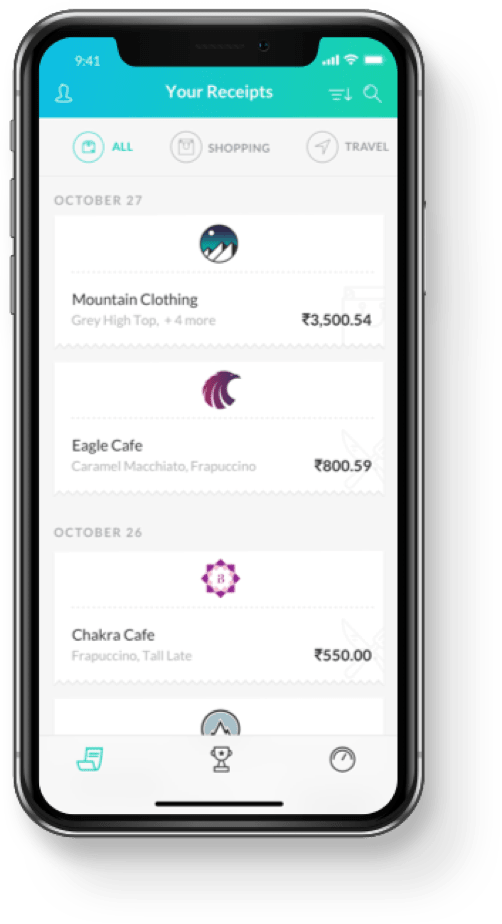 9:41
Your Receipts
ALL
SHOPPING
TRAVEL
OCTOBER 27
Mountain Clothing
Grey High Top, + 4 more
₹3,500.54
Eagle Cafe
Caramel Macchiato, Frapuccino
₹800.59
OCTOBER 26
B
Chakra Cafe
Frapuccino, Tall Late
₹550.00